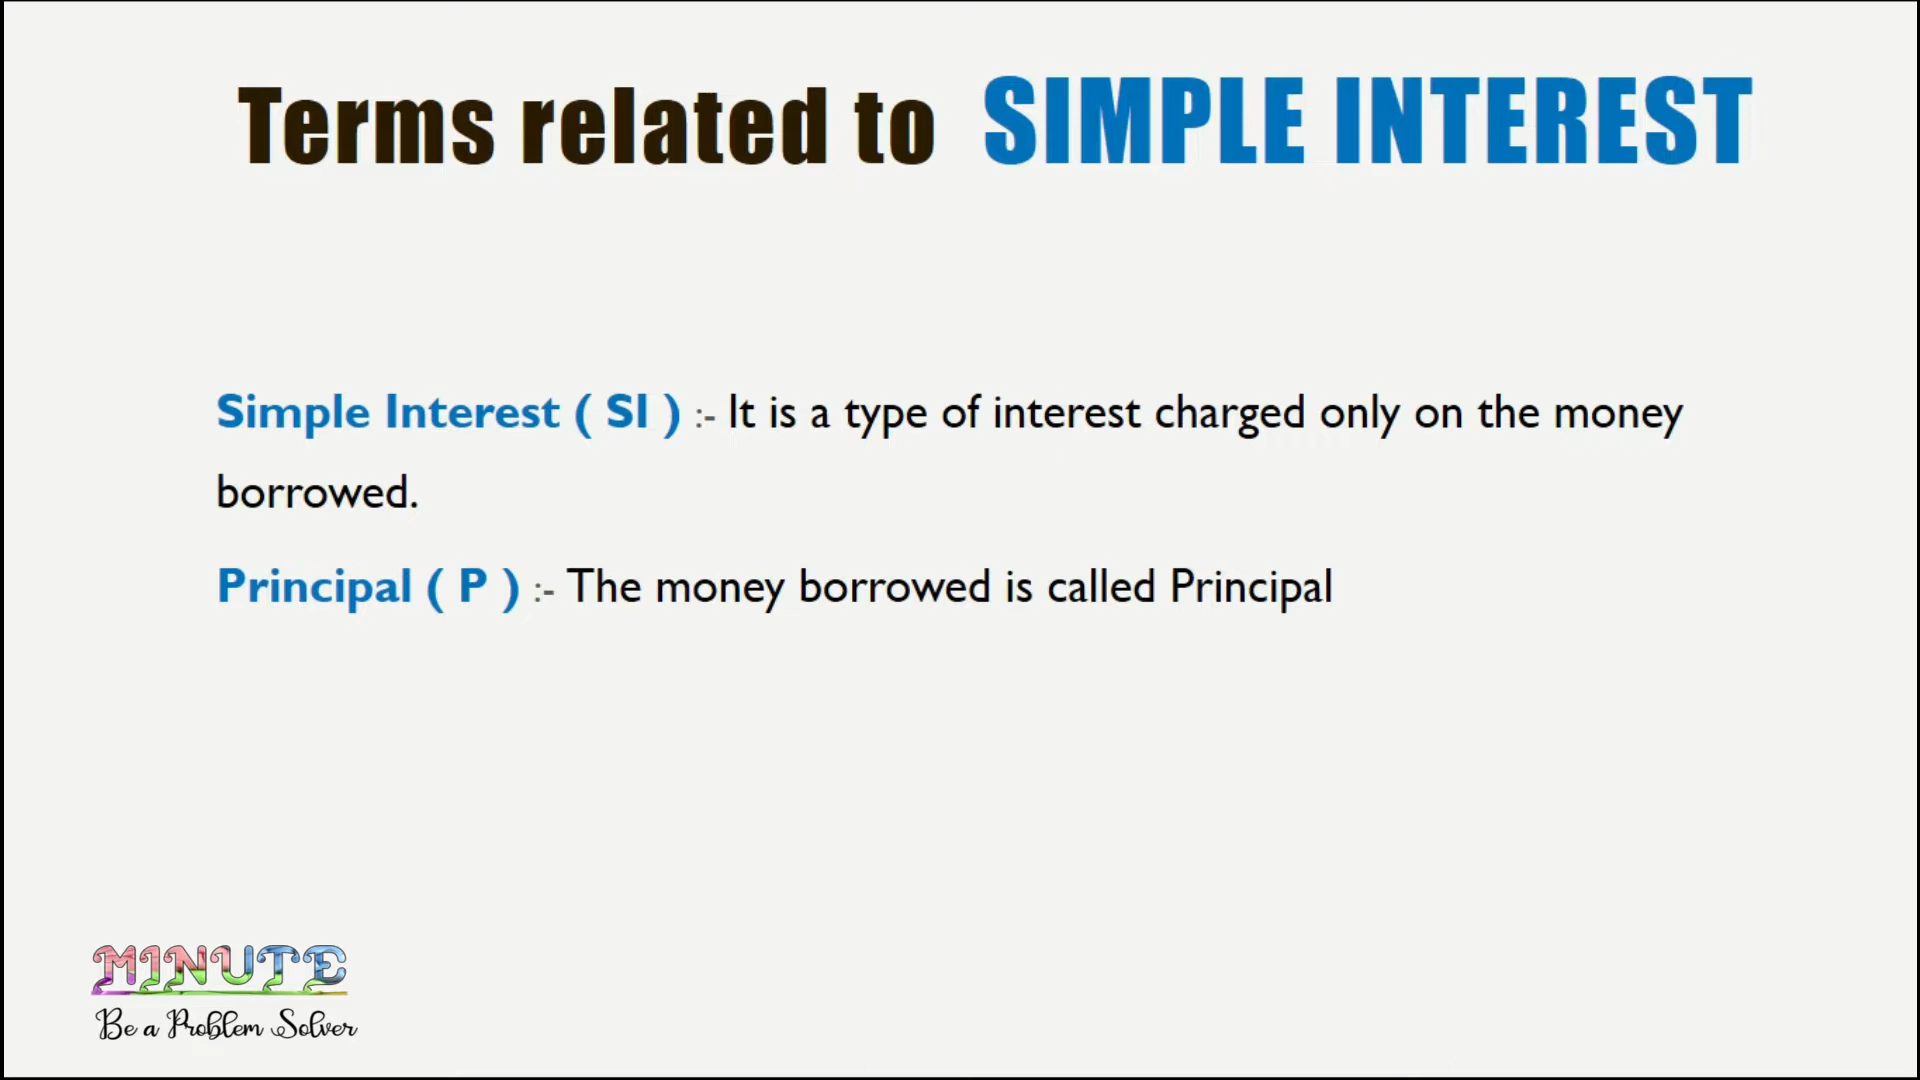 Terms related to SIMPLE INTEREST
Simple Interest ( SI ) :- It is a type of interest charged only on the money
borrowed.
Principal ( P ) :- The money borrowed is called Principal
MINUTE
Be a Problem Solver